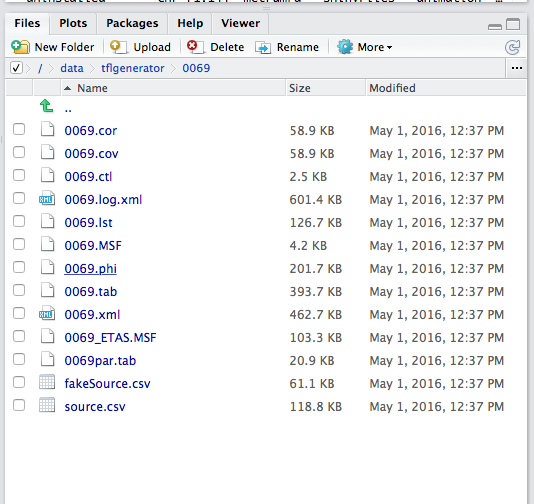 Files Plots Packages Help Viewer
New Folder Upload Delete Rename More
/ data tflgenerator 0069 ...
Name Size Modified
..
0069.cor 58.9 KB May 1, 2016, 12:37 PM
0069.cov 58.9 KB May 1, 2016, 12:37 PM
0069.ctl 2.5 KB May 1, 2016, 12:37 PM
0069.log.xml 601.4 KB May 1, 2016, 12:37 PM
0069.lst 126.7 KB May 1, 2016, 12:37 PM
0069.MSF 4.2 KB May 1, 2016, 12:37 PM
0069.phi 201.7 KB May 1, 2016, 12:37 PM
0069.tab 393.7 KB May 1, 2016, 12:37 PM
0069.xml 462.7 KB May 1, 2016, 12:37 PM
0069_ETAS.MSF 103.3 KB May 1, 2016, 12:37 PM
0069par.tab 20.9 KB May 1, 2016, 12:37 PM
fakeSource.csv 61.1 KB May 1, 2016, 12:37 PM
source.csv 118.8 KB May 1, 2016, 12:37 PM